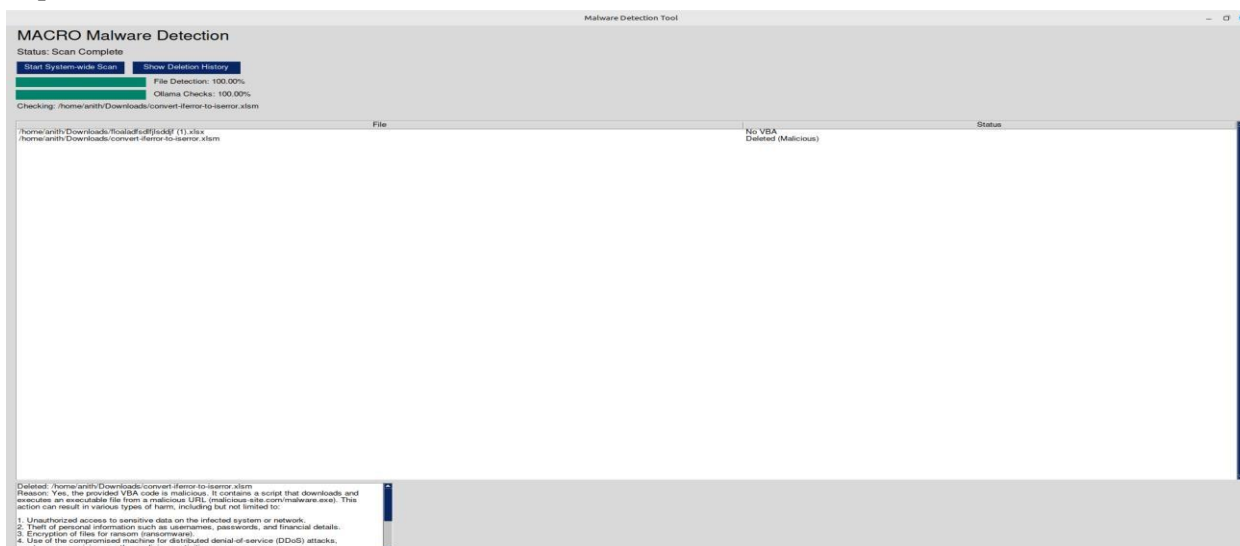 Malware Detection Tool
MACRO Malware Detection
Status: Scan Complete
Start System-wide Scan Show Deletion History
File Detection: 100.00%
Ollama Checks: 100.00%
Checking: /home/anith/Downloads/convert-iferror-to-iserror.xlsm
File Status
/home/anith/Downloads/floaladfsdlfjlsddjf (1).xlsx No VBA
/home/anith/Downloads/convert-iferror-to-iserror.xlsm Deleted (Malicious)
Deleted: /home/anith/Downloads/convert-iferror-to-iserror.xlsm
Reason: Yes, the provided VBA code is malicious. It contains a script that downloads and
executes an executable file from a malicious URL (malicious-site.com/malware.exe). This
action can result in various types of harm, including but not limited to:
1. Unauthorized access to sensitive data on the infected system or network.
2. Theft of personal information such as usernames, passwords, and financial details.
3. Encryption of files for ransom (ransomware).
4. Use of the compromised machine for distributed denial-of-service (DDoS) attacks,